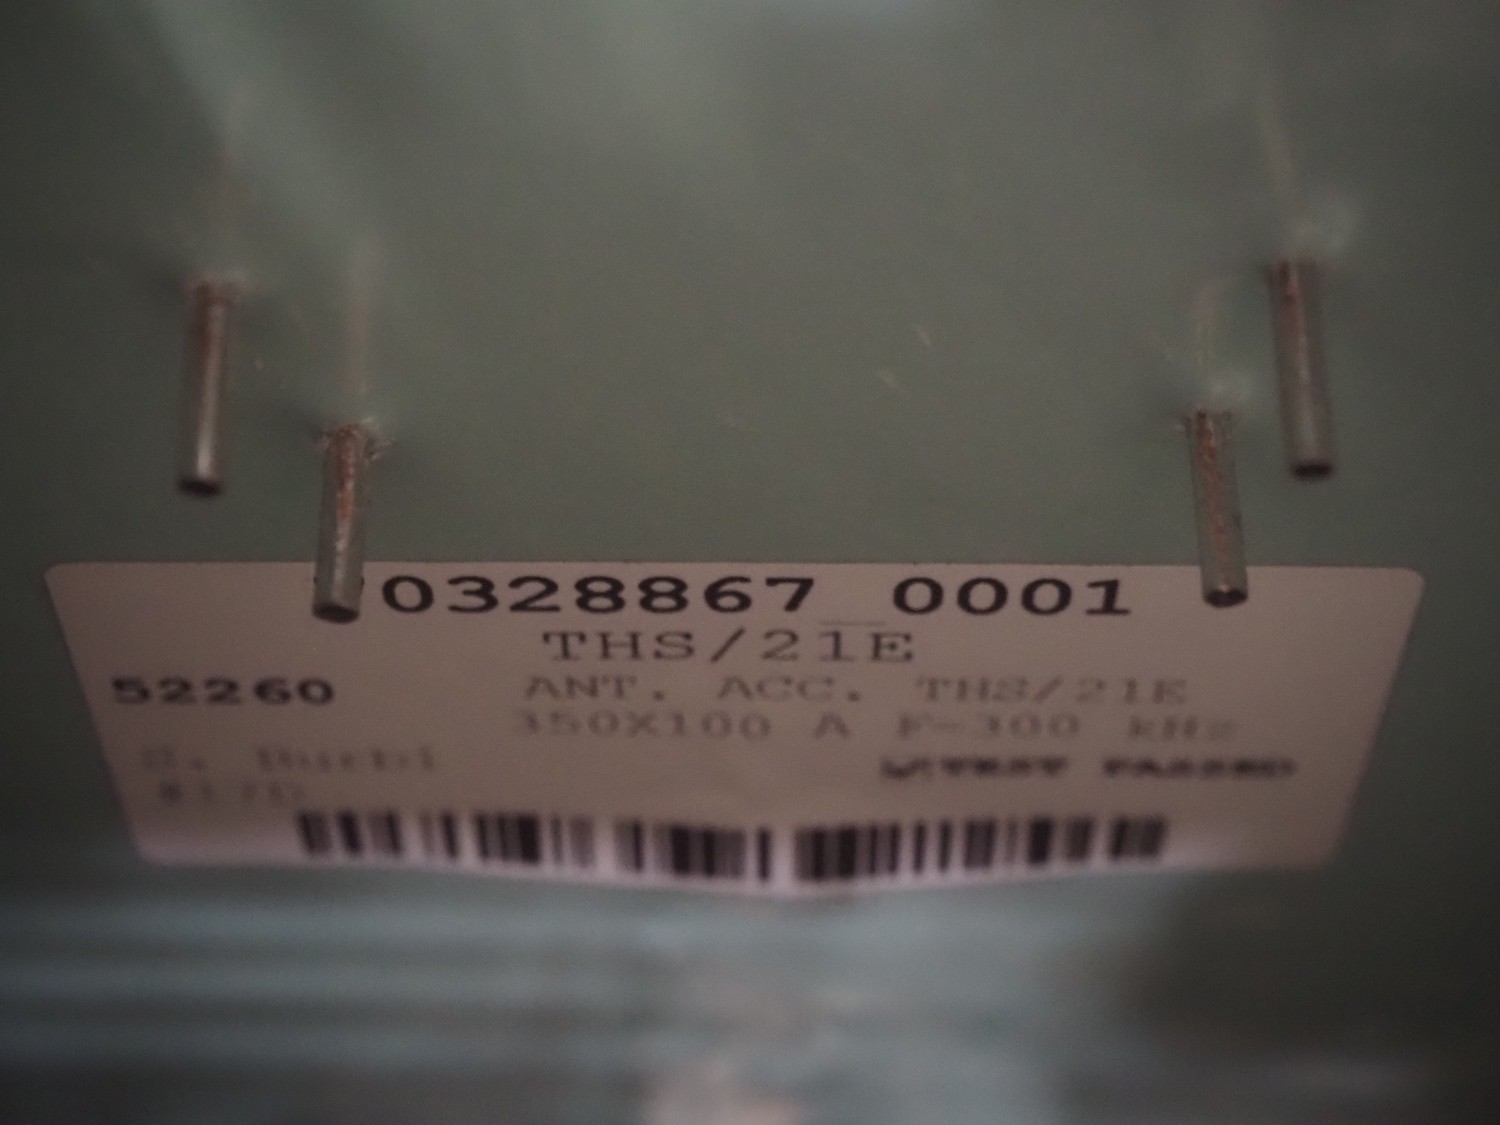 0328867 0001
THS/21E
52260 ANT. ACC. THS/21E
350X100 A F=300 kHz
TEST PASSED